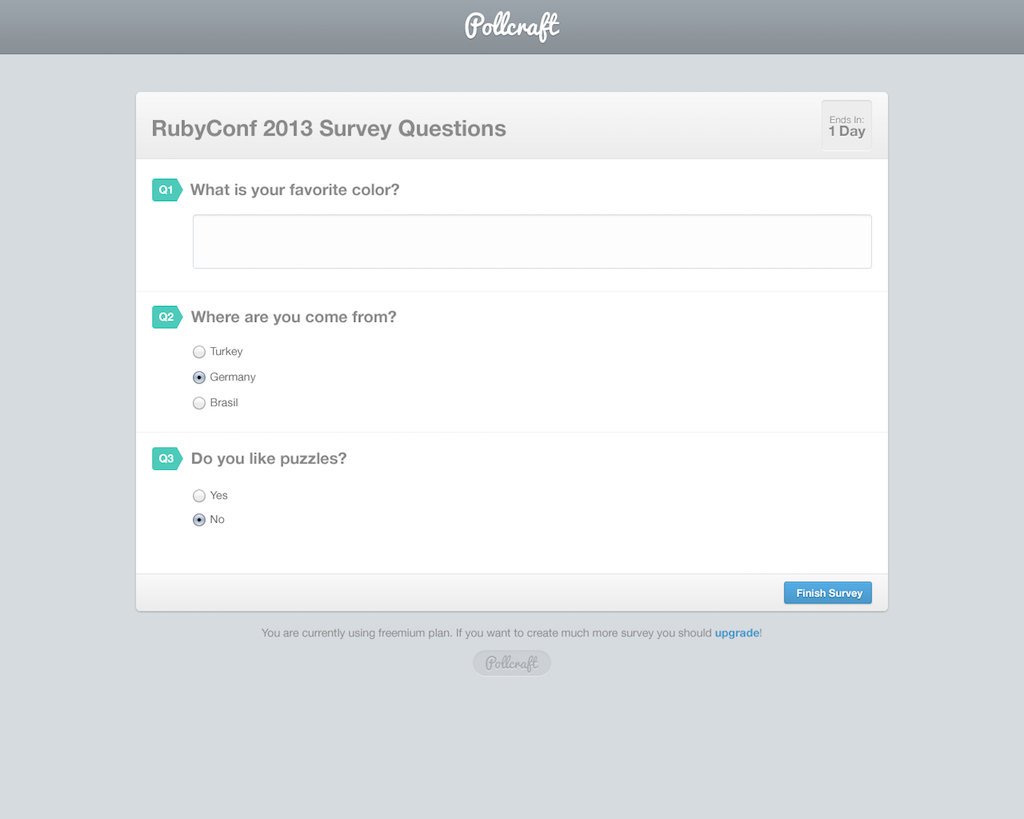 Pollcraft
RubyConf 2013 Survey Questions
Ends In:
1 Day
Q1 What is your favorite color?
Q2 Where are you come from?
Turkey
Germany
Brasil
Q3 Do you like puzzles?
Yes
No
Finish Survey
You are currently using freemium plan. If you want to create much more survey you should upgrade!
Pollcraft